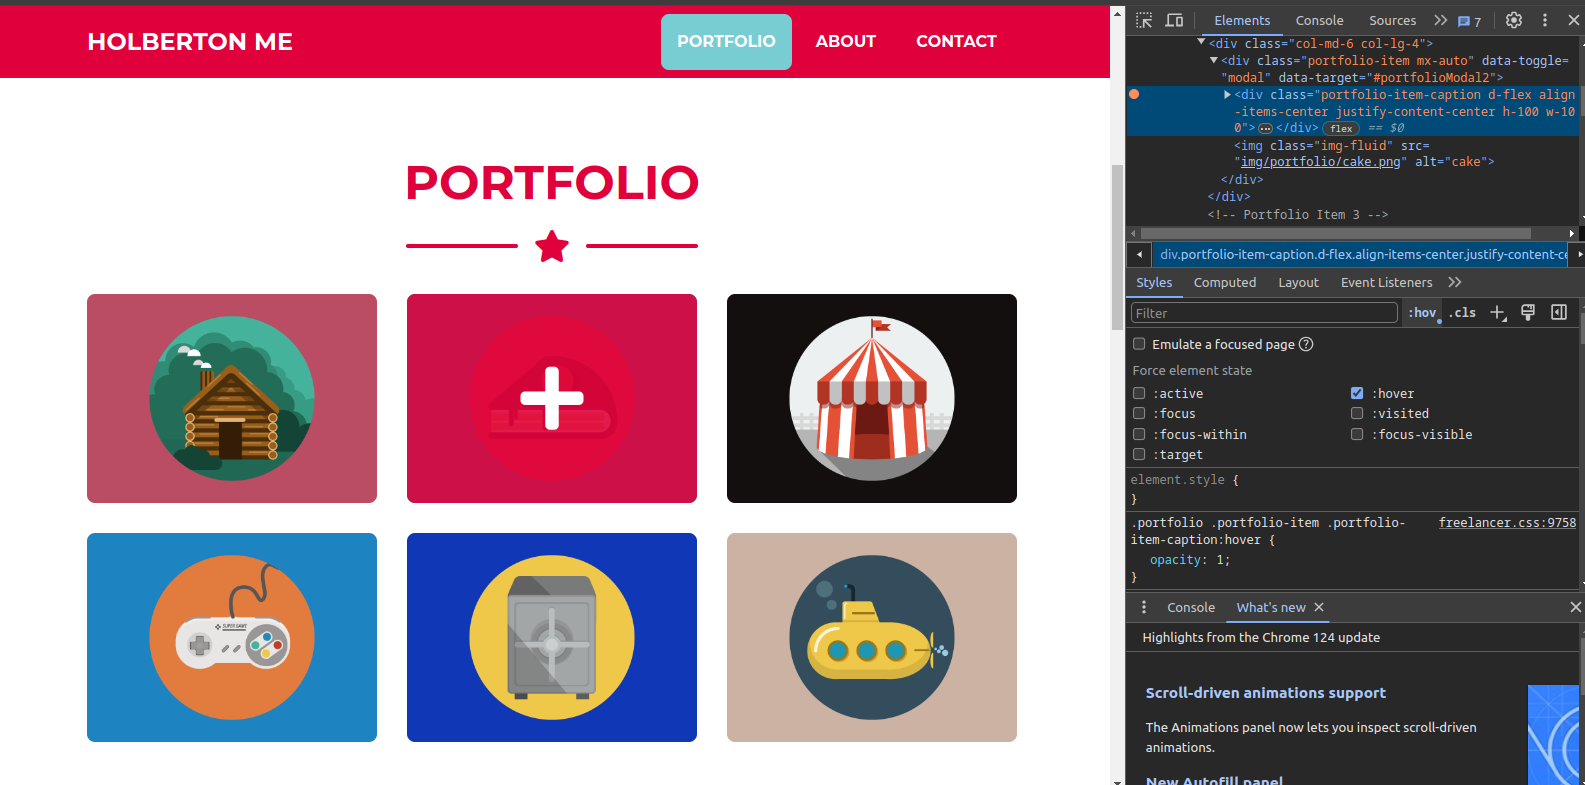 HOLBERTON ME
PORTFOLIO
ABOUT
CONTACT
PORTFOLIO
SUPER GAME
Elements
Console
Sources
7
<div class="col-md-6 col-lg-4">
<div class="portfolio-item mx-auto" data-toggle=
"modal" data-target="#portfolioModal2">
<div class="portfolio-item-caption d-flex align
-items-center justify-content-center h-100 w-10
0"> … </div> flex == $0
<img class="img-fluid" src=
"img/portfolio/cake.png" alt="cake">
</div>
</div>
<!-- Portfolio Item 3 -->
div.portfolio-item-caption.d-flex.align-items-center.justify-content-ce
Styles
Computed
Layout
Event Listeners
Filter
:hov
.cls
Emulate a focused page ?
Force element state
:active
:hover
:focus
:visited
:focus-within
:focus-visible
:target
element.style {
}
.portfolio .portfolio-item .portfolio-
freelancer.css:9758
item-caption:hover {
opacity: 1;
}
Console
What's new
Highlights from the Chrome 124 update
Scroll-driven animations support
The Animations panel now lets you inspect scroll-driven
animations.
New Autofill panel